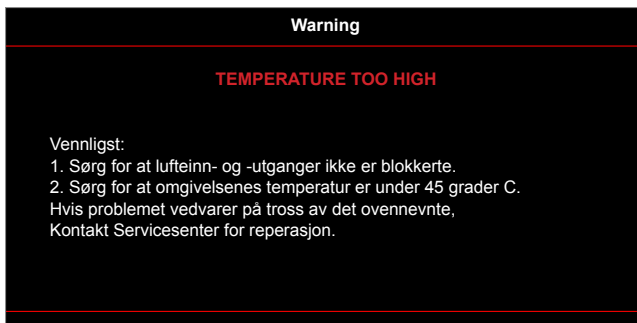 Warning
TEMPERATURE TOO HIGH
Vennligst:
1. Sørg for at lufteinn- og -utganger ikke er blokkerte.
2. Sørg for at omgivelsenes temperatur er under 45 grader C.
Hvis problemet vedvarer på tross av det ovennevnte,
Kontakt Servicesenter for reperasjon.